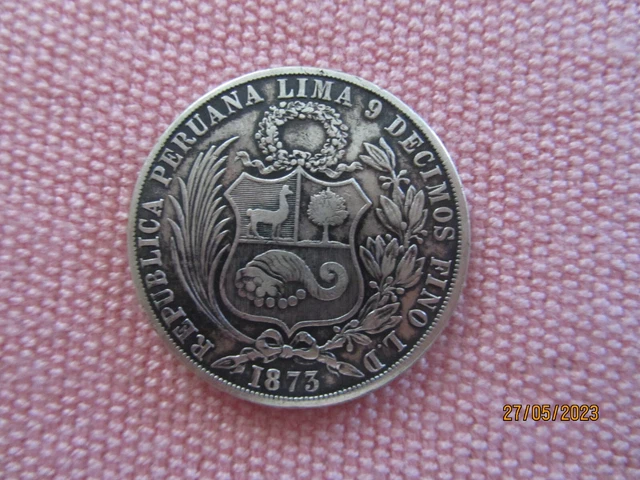 REPUBLICA PERUANA LIMA 9 DECIMOS FINO L.D
1873
27/05/2023